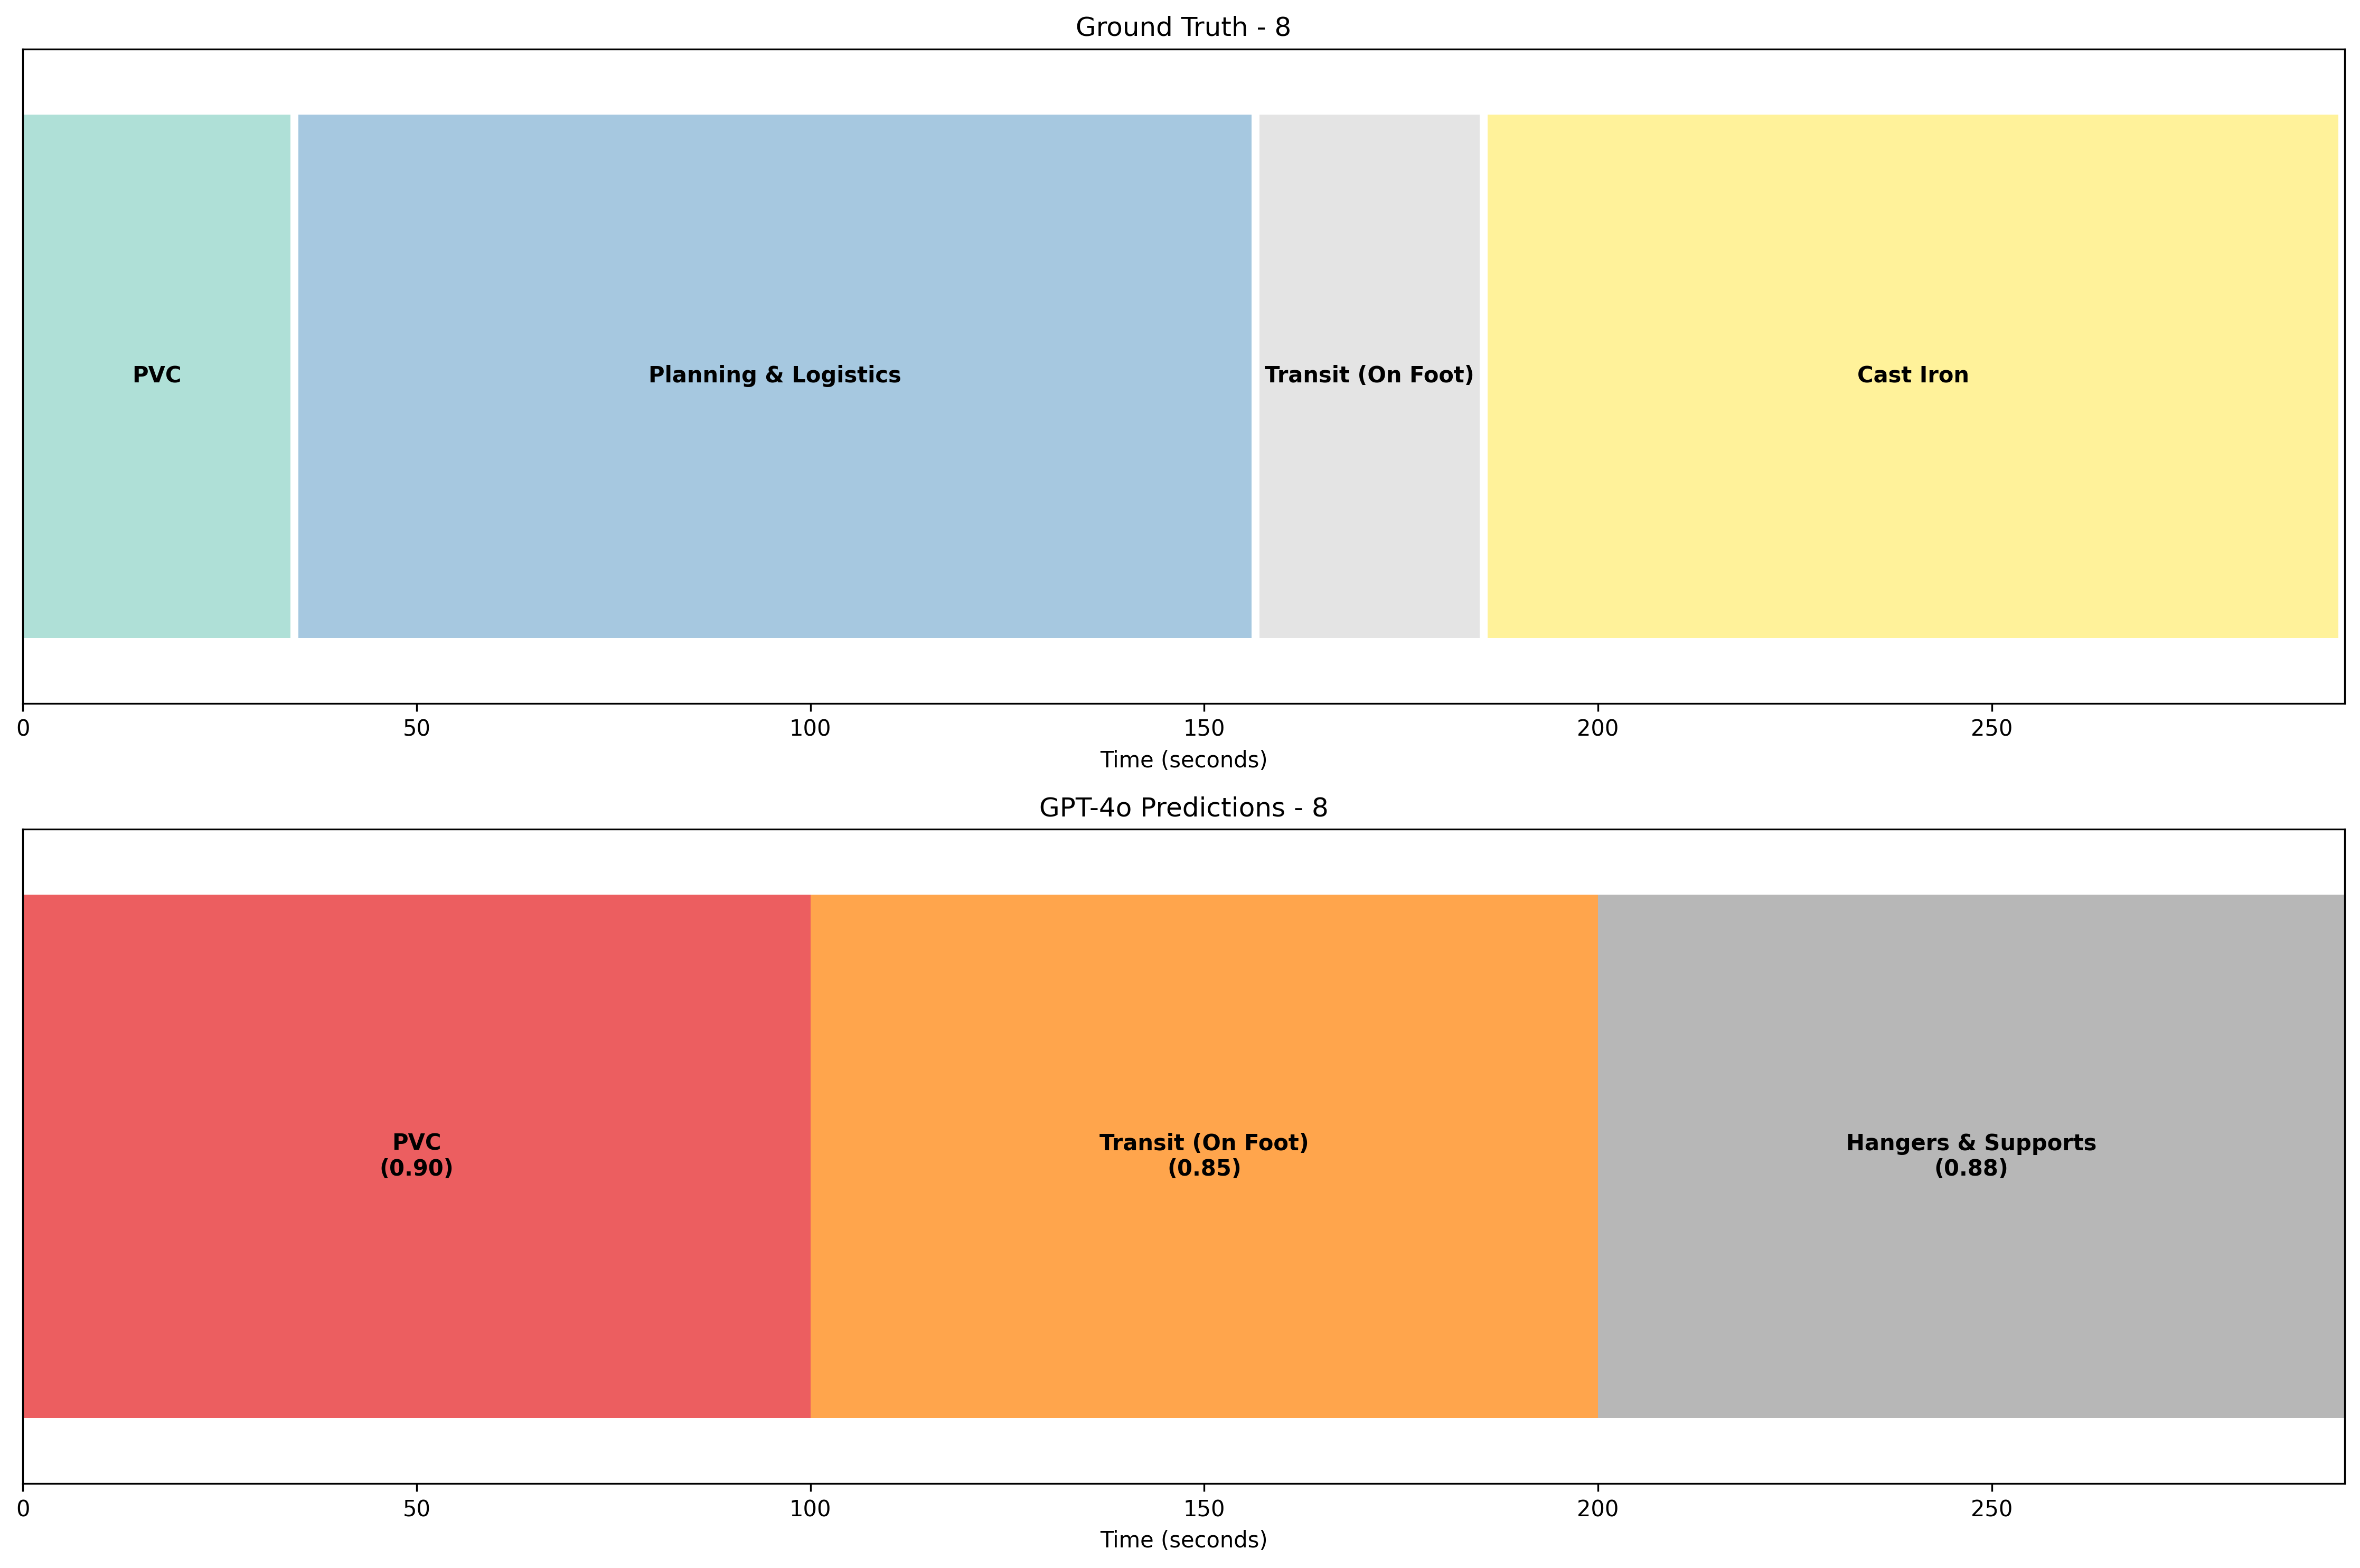 Ground Truth - 8
PVC
Planning & Logistics
Transit (On Foot)
Cast Iron
0
50
100
150
200
250
Time (seconds)
GPT-4o Predictions - 8
PVC
(0.90)
Transit (On Foot)
(0.85)
Hangers & Supports
(0.88)
0
50
100
150
200
250
Time (seconds)